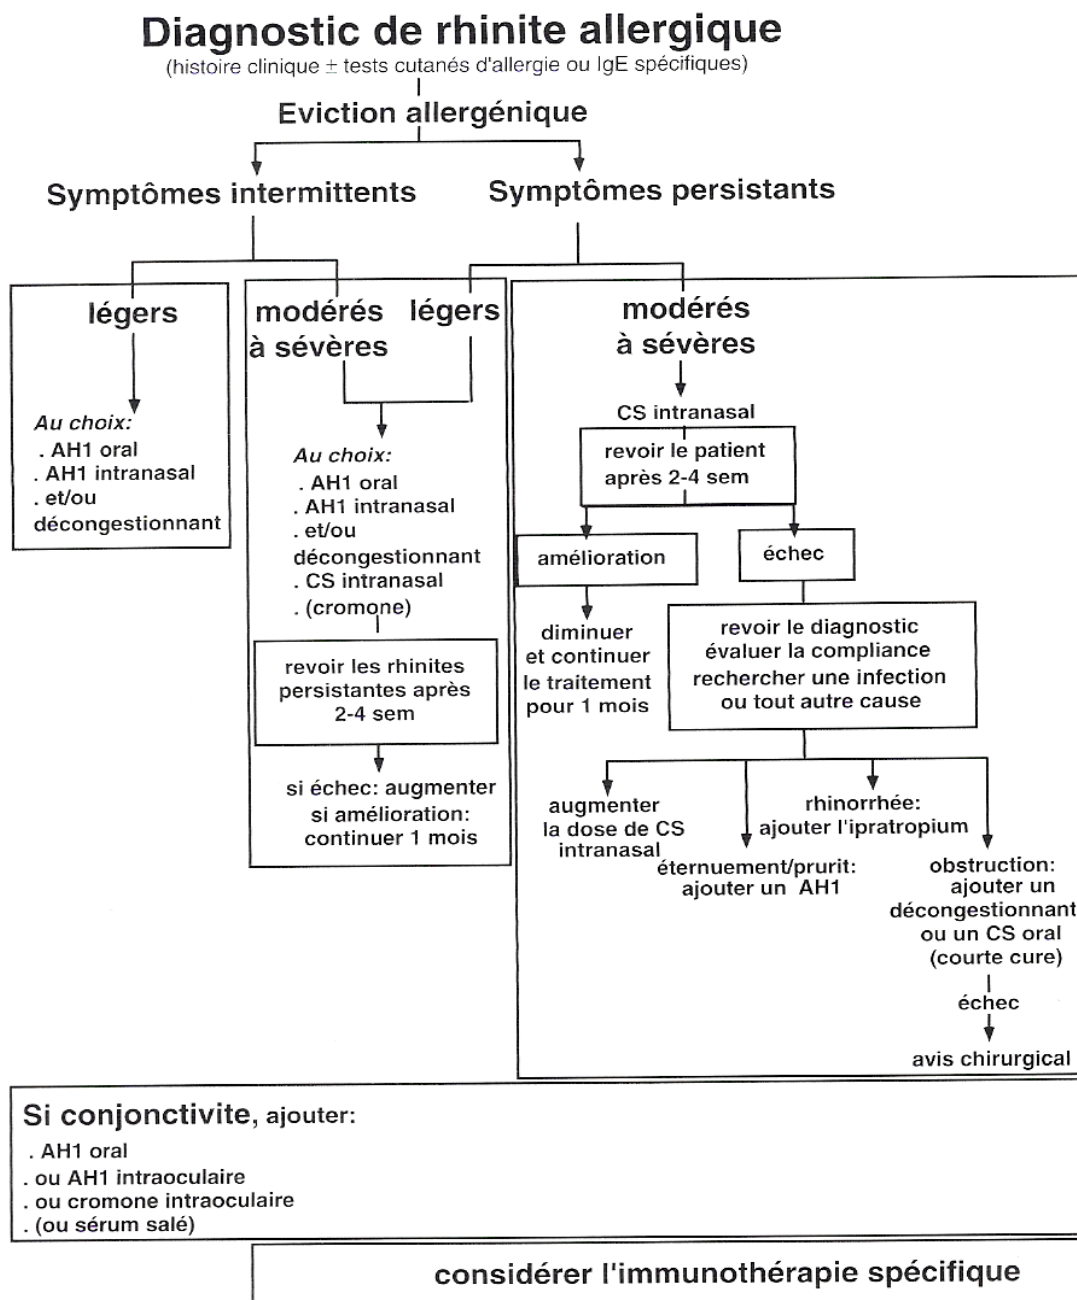 Diagnostic de rhinite allergique
(histoire clinique ± tests cutanés d'allergie ou IgE spécifiques)
Eviction allergénique
Symptômes intermittents
Symptômes persistants
légers
Au choix:
. AH1 oral
. AH1 intranasal
. et/ou
décongestionnant
modérés
à sévères
légers
Au choix:
. AH1 oral
. AH1 intranasal
. et/ou
décongestionnant
. CS intranasal
. (cromone)
revoir les rhinites
persistantes après
2-4 sem
si échec: augmenter
si amélioration:
continuer 1 mois
modérés
à sévères
CS intranasal
revoir le patient
après 2-4 sem
amélioration
diminuer
et continuer
le traitement
pour 1 mois
échec
revoir le diagnostic
évaluer la compliance
rechercher une infection
ou tout autre cause
augmenter
la dose de CS
intranasal
éternuement/prurit:
ajouter un AH1
rhinorrhée:
ajouter l'ipratropium
obstruction:
ajouter un
décongestionnant
ou un CS oral
(courte cure)
échec
avis chirurgical
Si conjonctivite, ajouter:
. AH1 oral
. ou AH1 intraoculaire
. ou cromone intraoculaire
. (ou sérum salé)
considérer l'immunothérapie spécifique